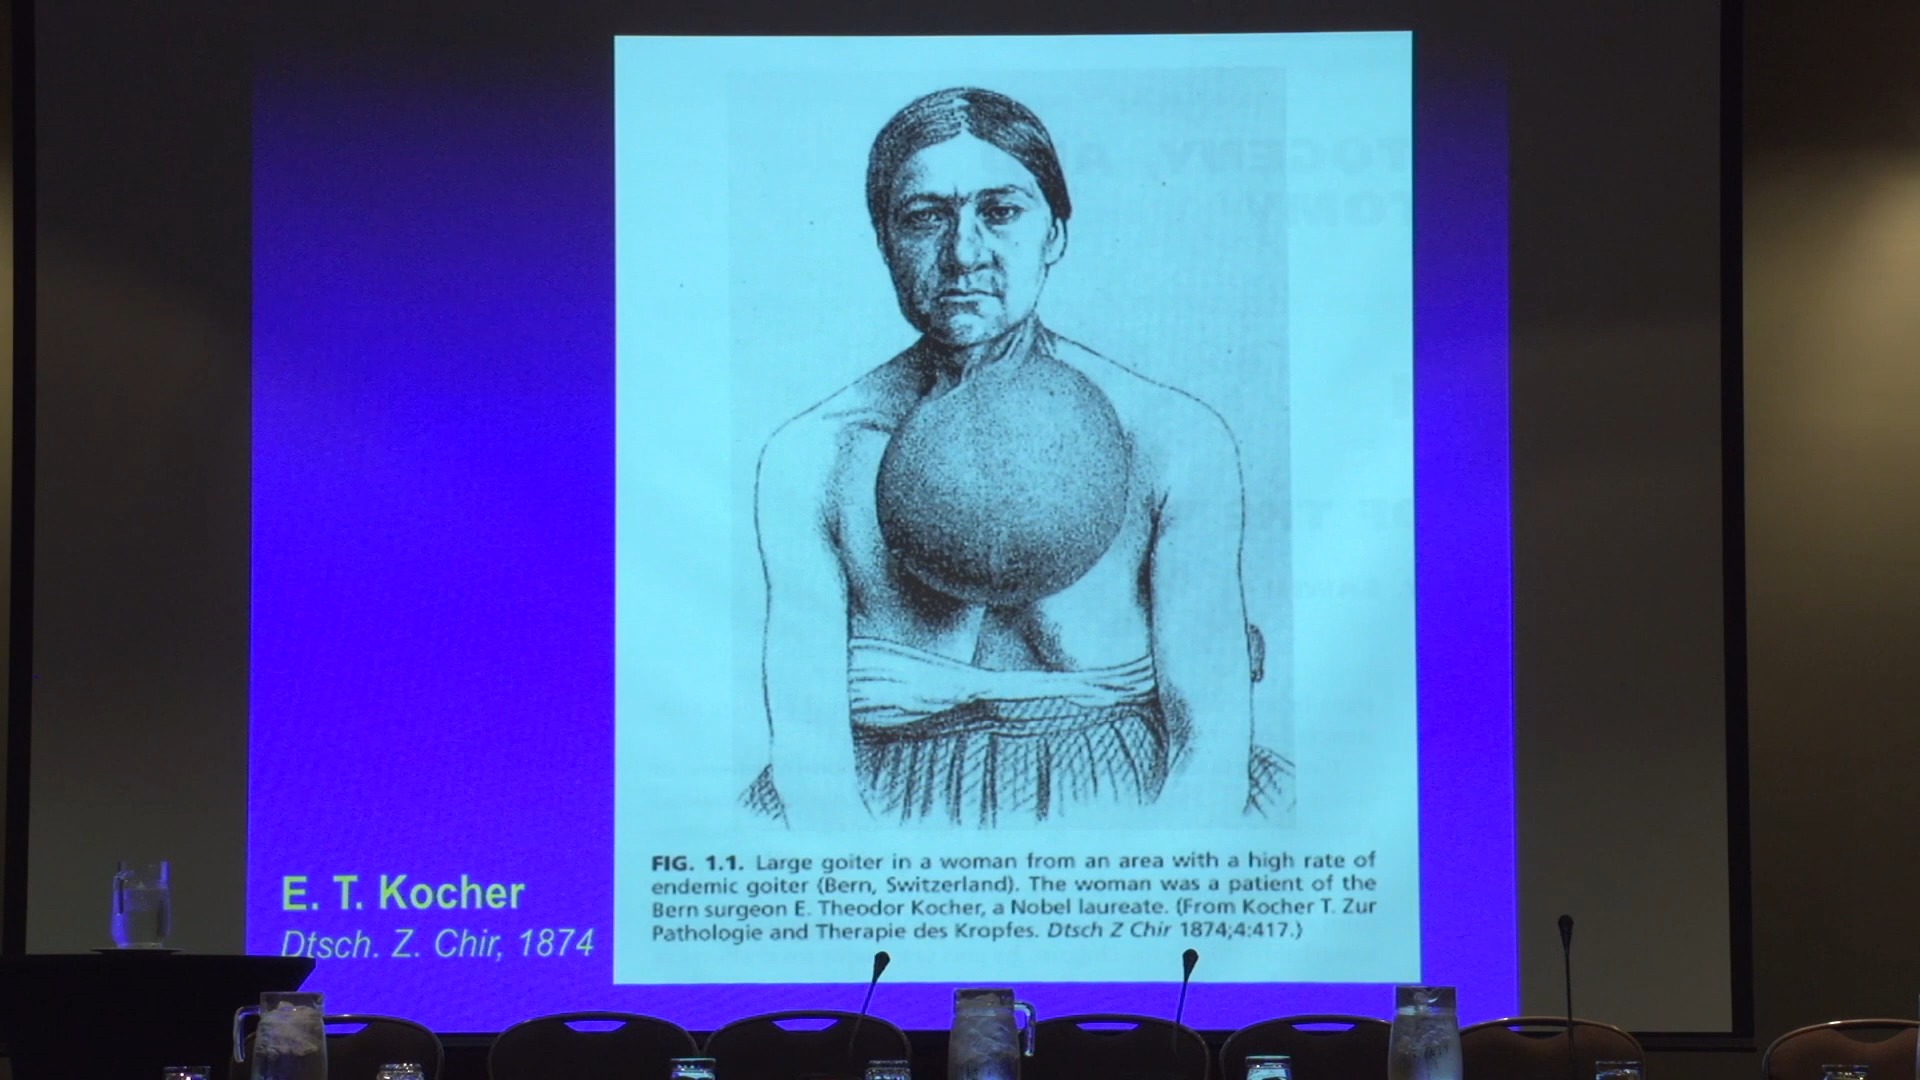 E. T. Kocher
Dtsch. Z. Chir, 1874
FIG. 1.1. Large goiter in a woman from an area with a high rate of
endemic goiter (Bern, Switzerland). The woman was a patient of the
Bern surgeon E. Theodor Kocher, a Nobel laureate. (From Kocher T. Zur
Pathologie and Therapie des Kropfes. Dtsch Z Chir 1874;4:417.)